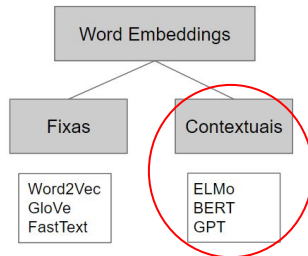 Word Embeddings
Fixas
Contextuais
Word2Vec
GloVe
FastText
ELMo
BERT
GPT